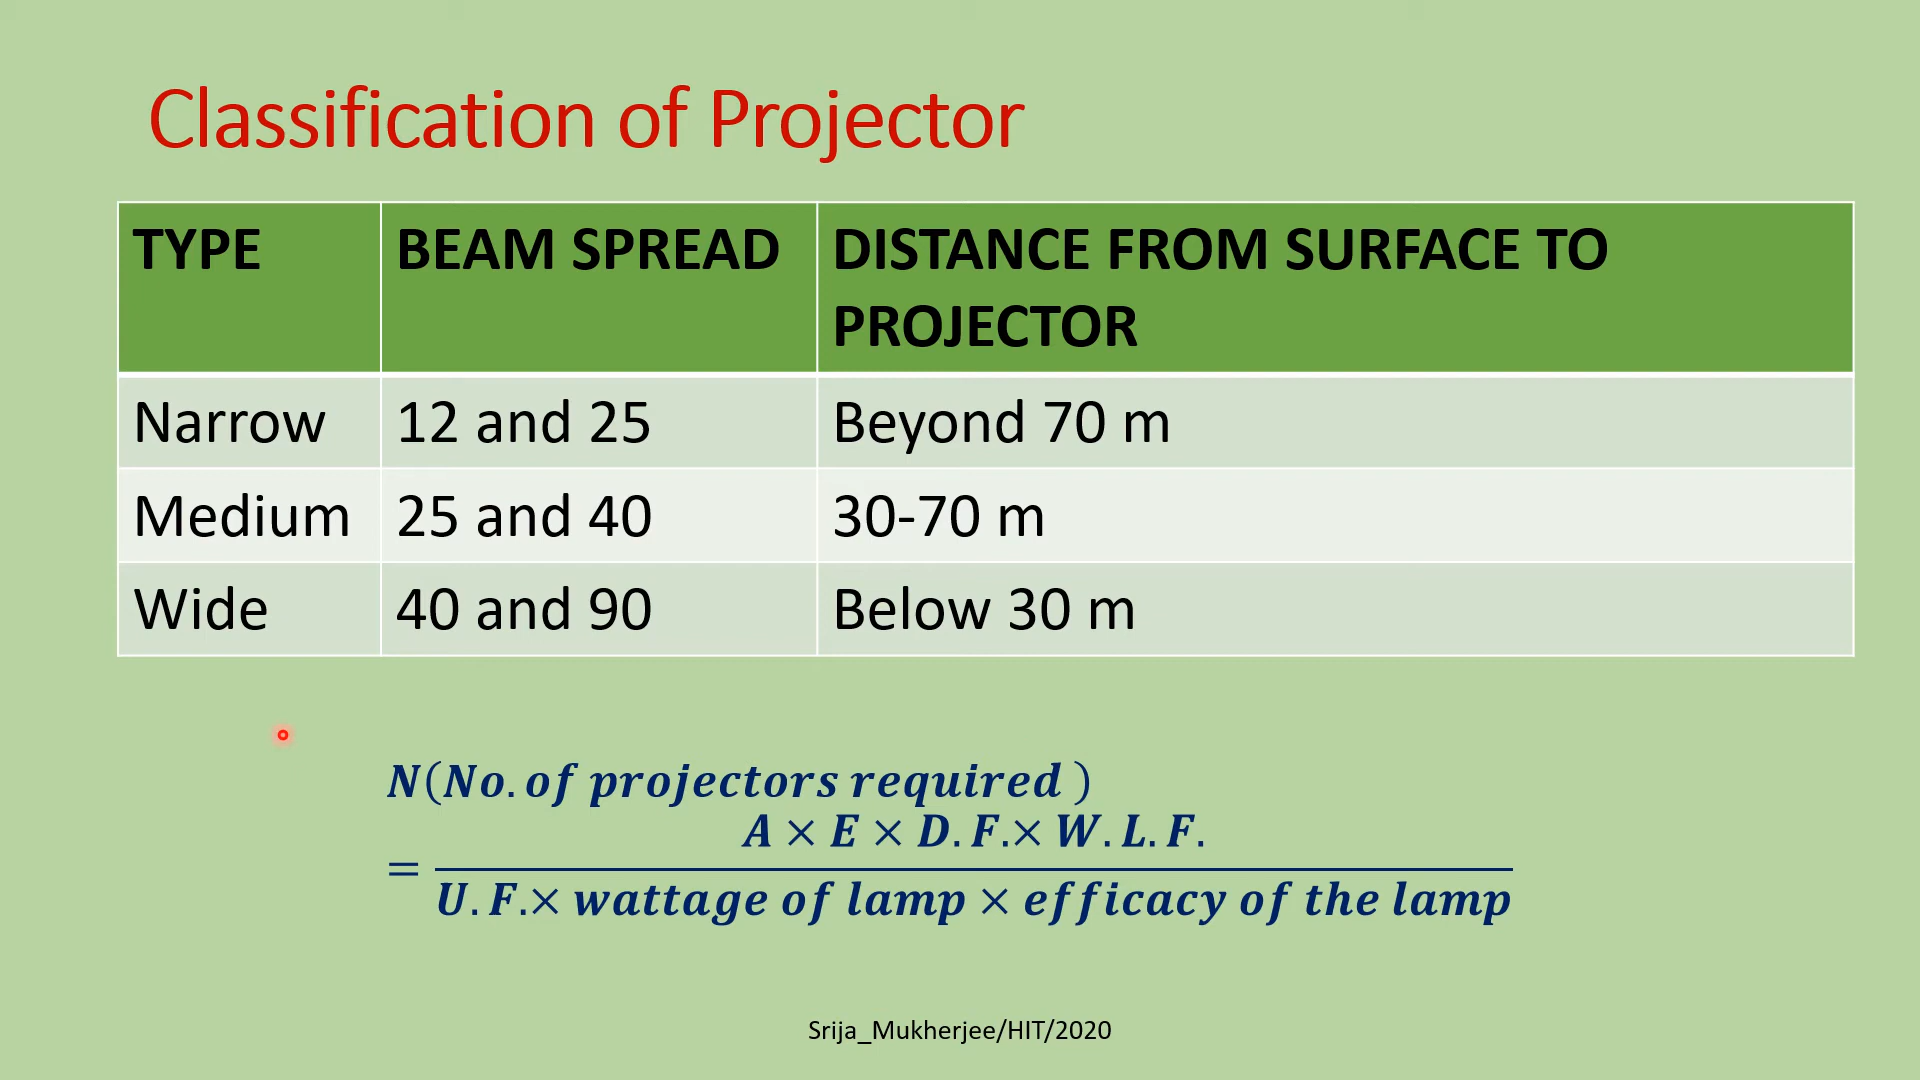 Classification of Projector
TYPE BEAM SPREAD DISTANCE FROM SURFACE TO
PROJECTOR
Narrow 12 and 25 Beyond 70 m
Medium 25 and 40 30-70 m
Wide 40 and 90 Below 30 m
N(No. of projectors required )
A × E × D. F.× W. L. F.
=
U. F.× wattage of lamp × efficacy of the lamp
Srija_Mukherjee/HIT/2020